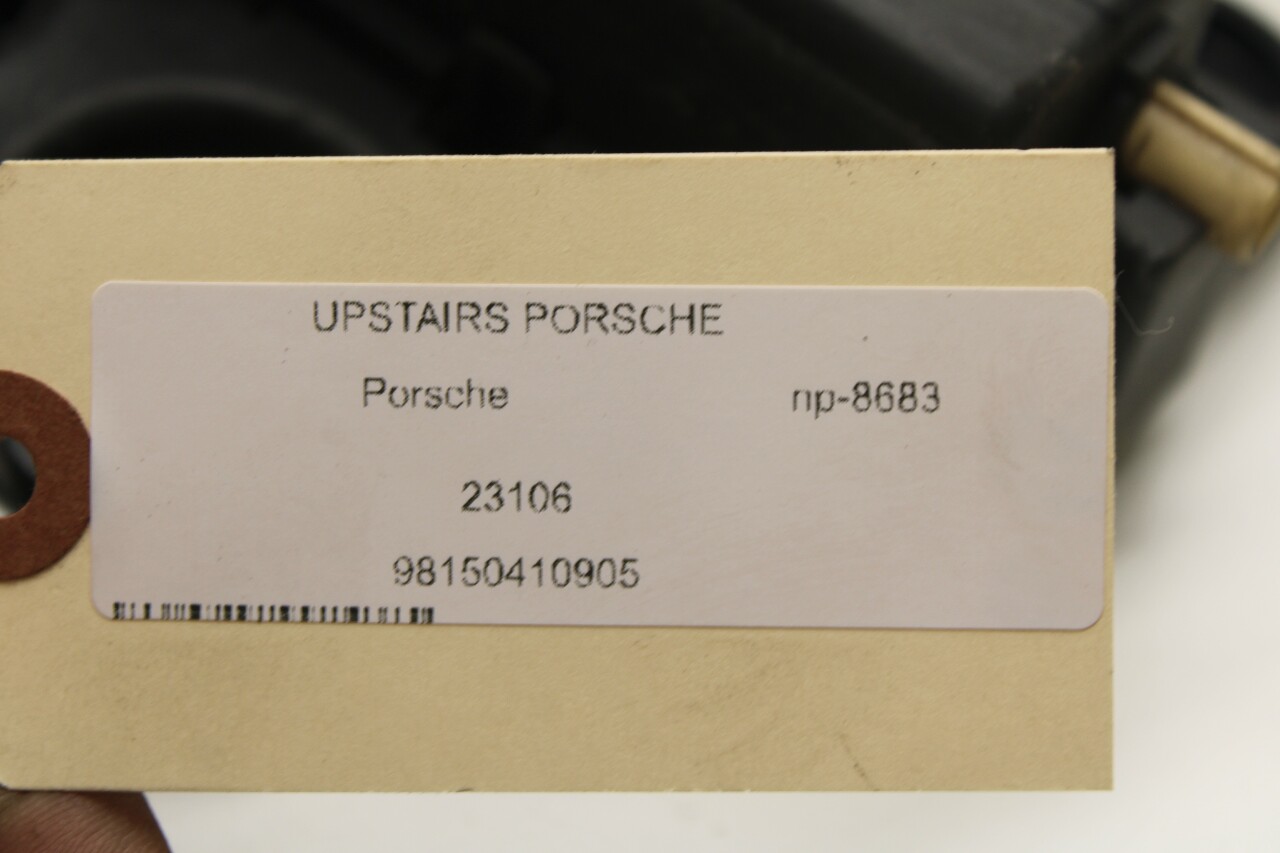 UPSTAIRS PORSCHE
Porsche np-8683
23106
98150410905